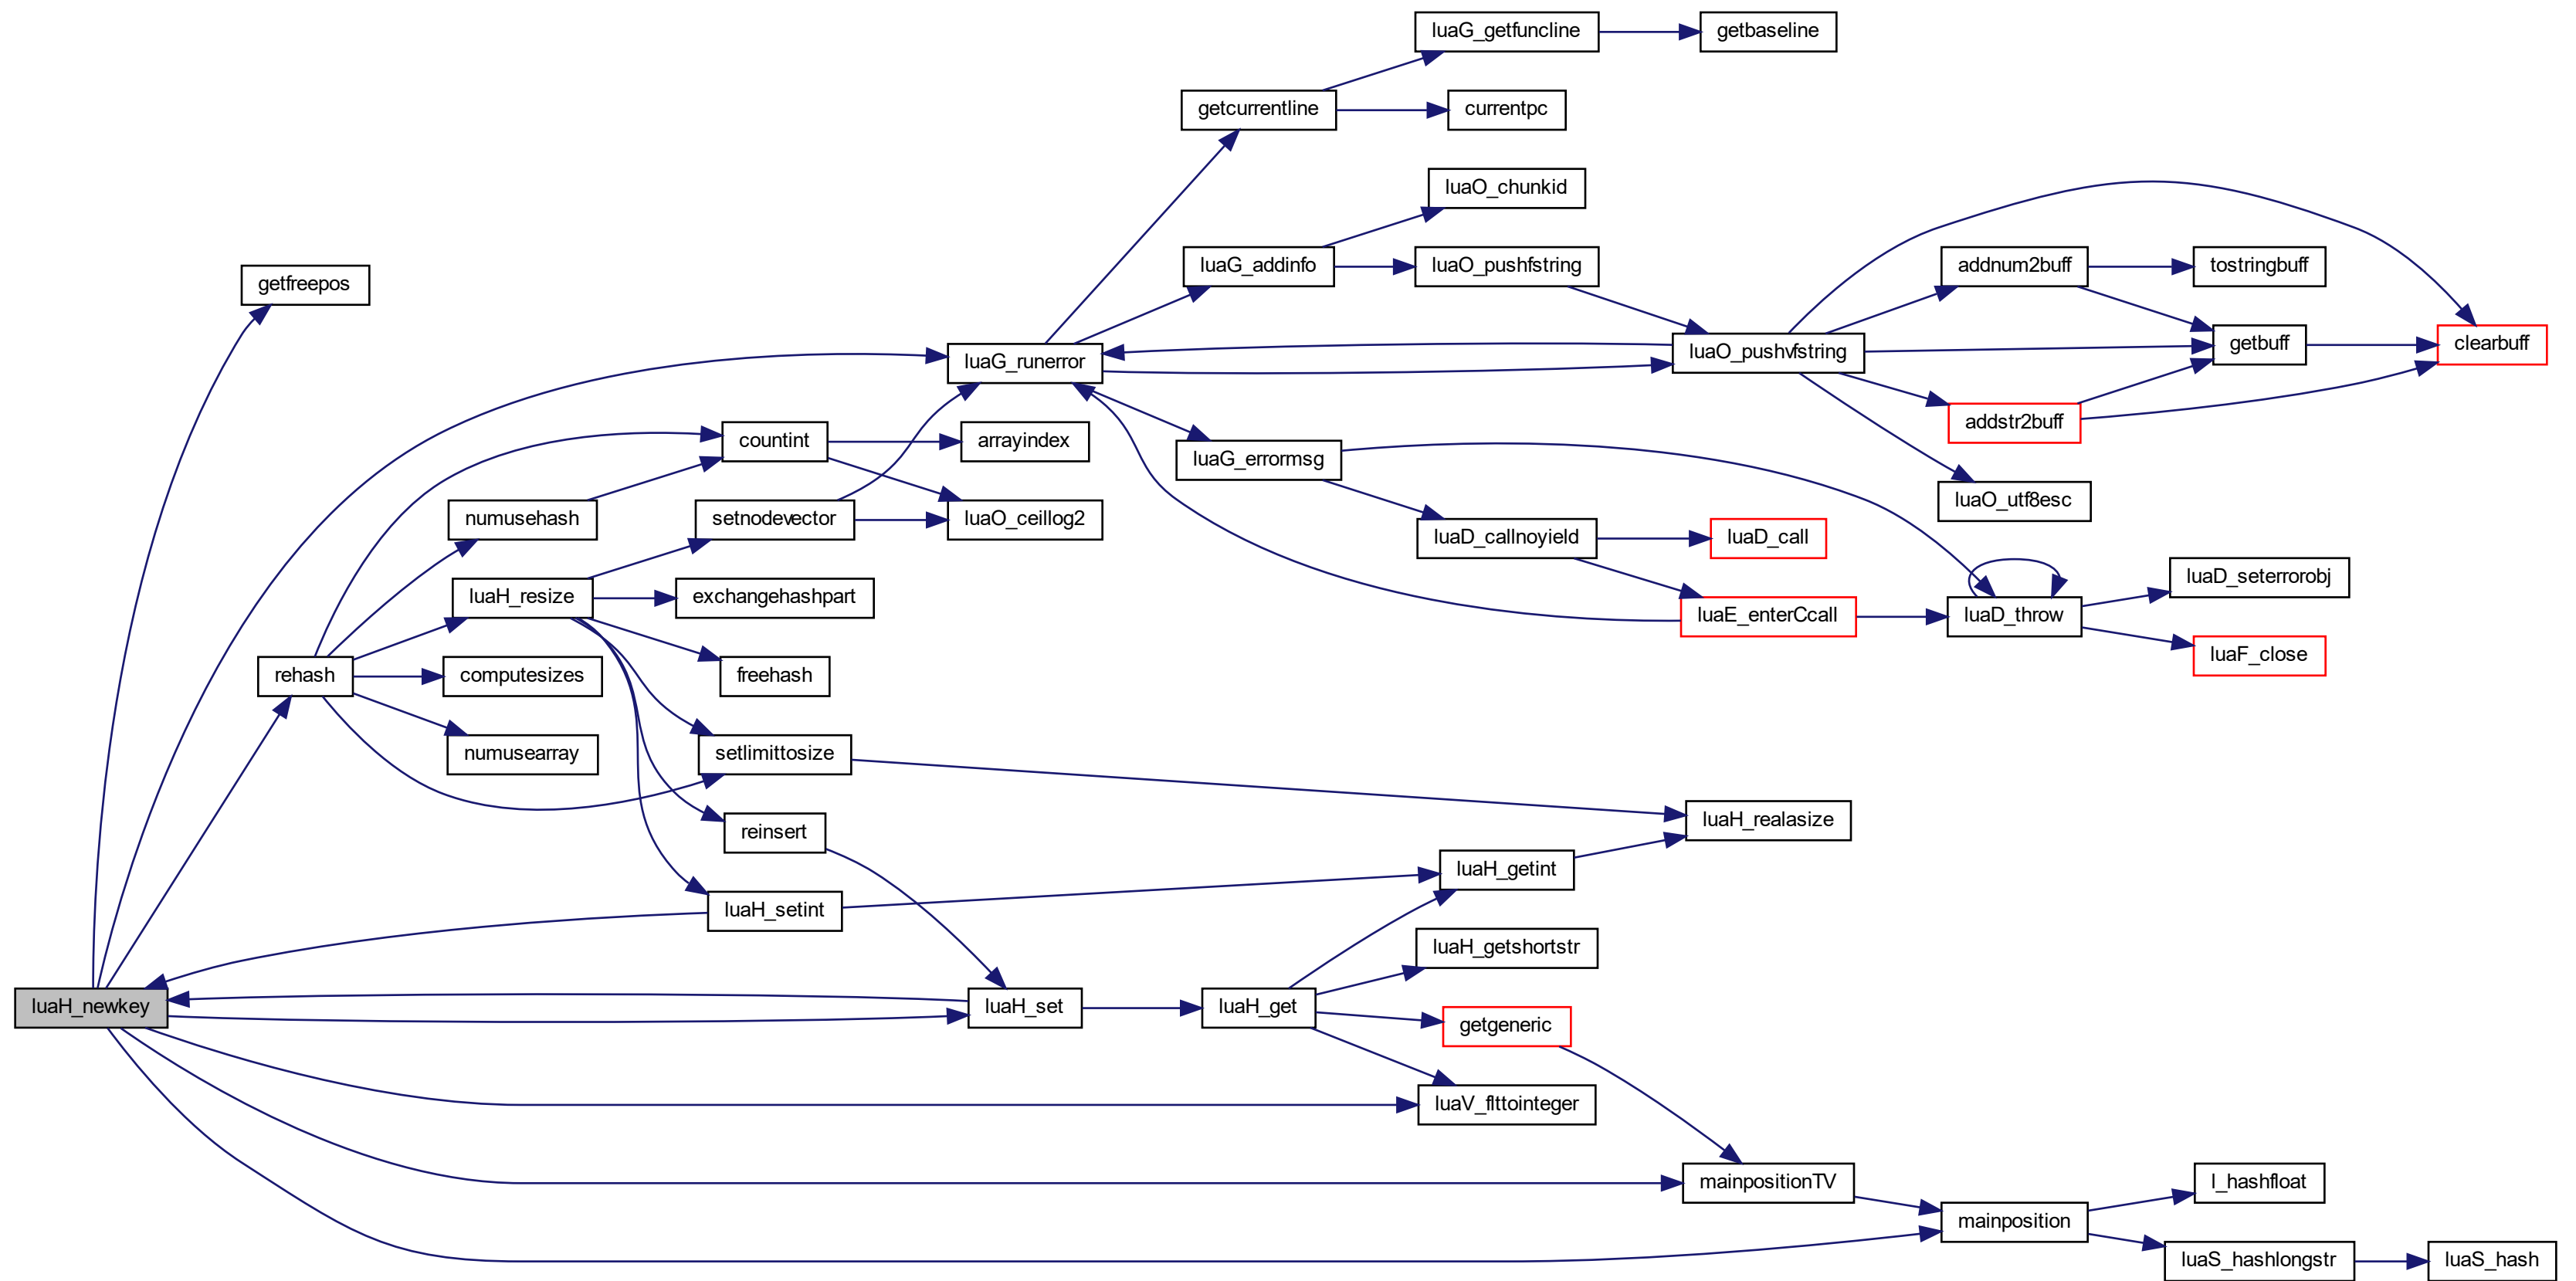 luaG_getfuncline
getbaseline
getcurrentline
currentpc
luaO_chunkid
getfreepos
luaG_addinfo
luaO_pushfstring
addnum2buff
tostringbuff
luaG_runerror
luaO_pushvfstring
getbuff
clearbuff
countint
arrayindex
luaG_errormsg
addstr2buff
numusehash
setnodevector
luaO_ceillog2
luaO_utf8esc
luaD_callnoyield
luaD_call
luaH_resize
exchangehashpart
luaE_enterCcall
luaD_throw
luaD_seterrorobj
rehash
computesizes
freehash
luaF_close
numusearray
setlimittosize
reinsert
luaH_realasize
luaH_setint
luaH_getint
luaH_getshortstr
luaH_newkey
luaH_set
luaH_get
getgeneric
luaV_flttointeger
mainpositionTV
mainposition
l_hashfloat
luaS_hashlongstr
luaS_hash